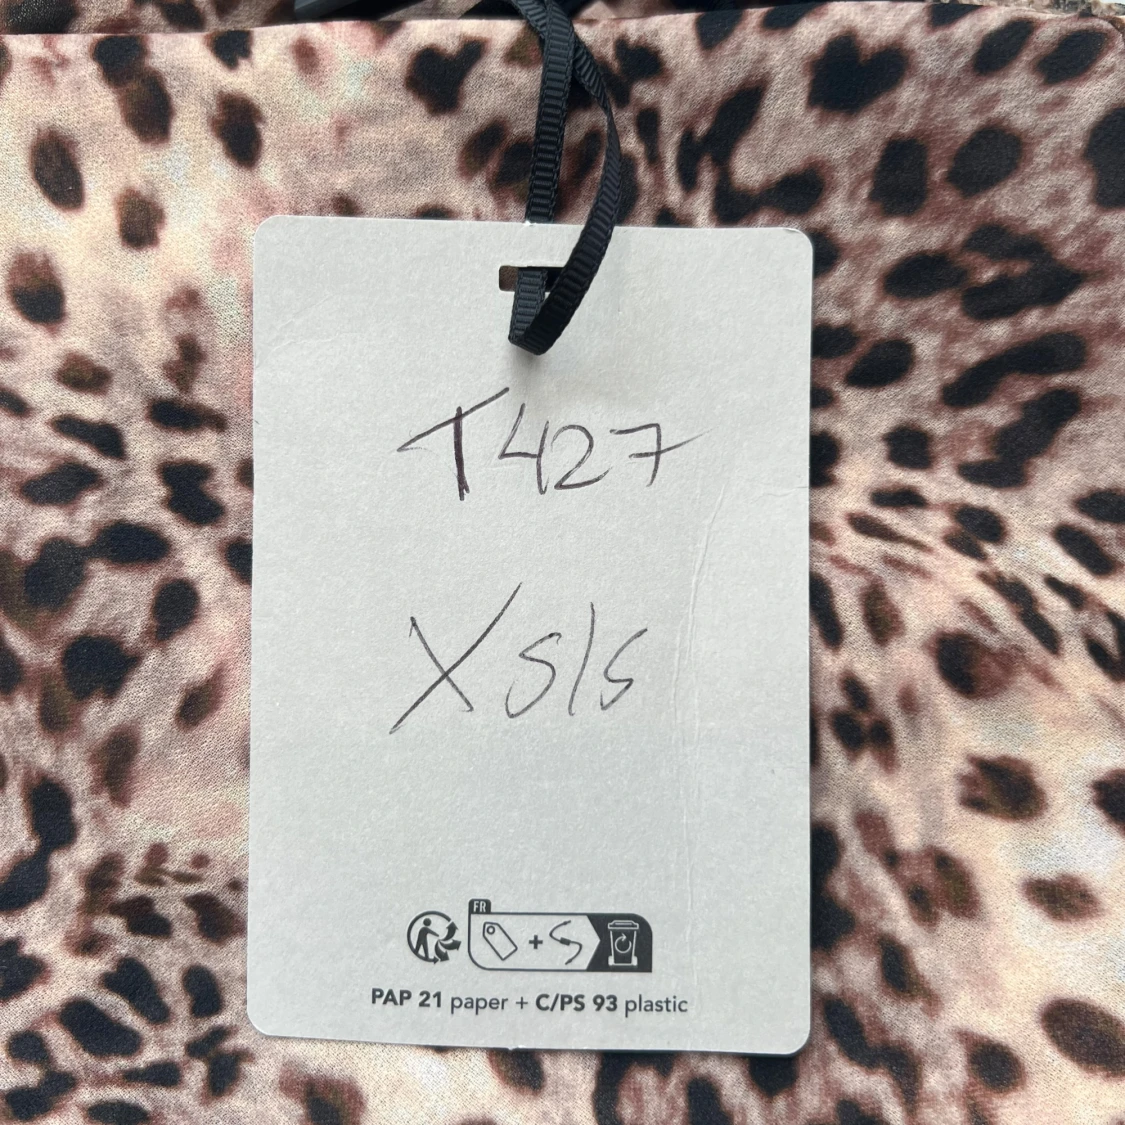 T427
XS/S
FR
PAP 21 paper + C/PS 93 plastic